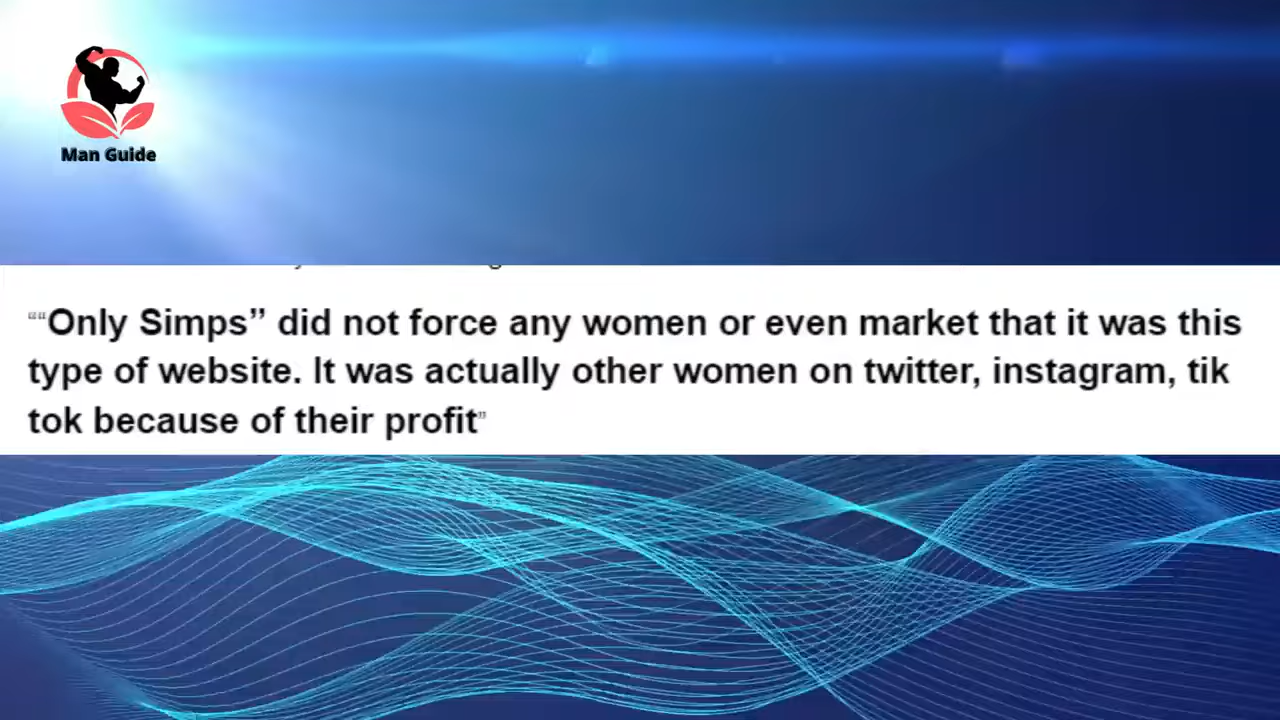 Man Guide
““Only Simps” did not force any women or even market that it was this
type of website. It was actually other women on twitter, instagram, tik
tok because of their profit”